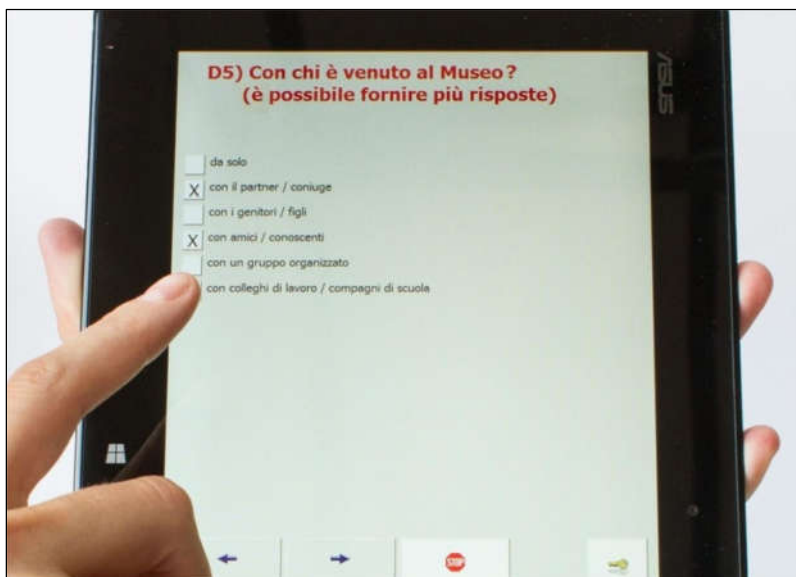 D5) Con chi è venuto al Museo?
(è possibile fornire più risposte)
ASUS
da solo
X con il partner / coniuge
con i genitori / figli
X con amici / conoscenti
con un gruppo organizzato
con colleghi di lavoro / compagni di scuola
STOP